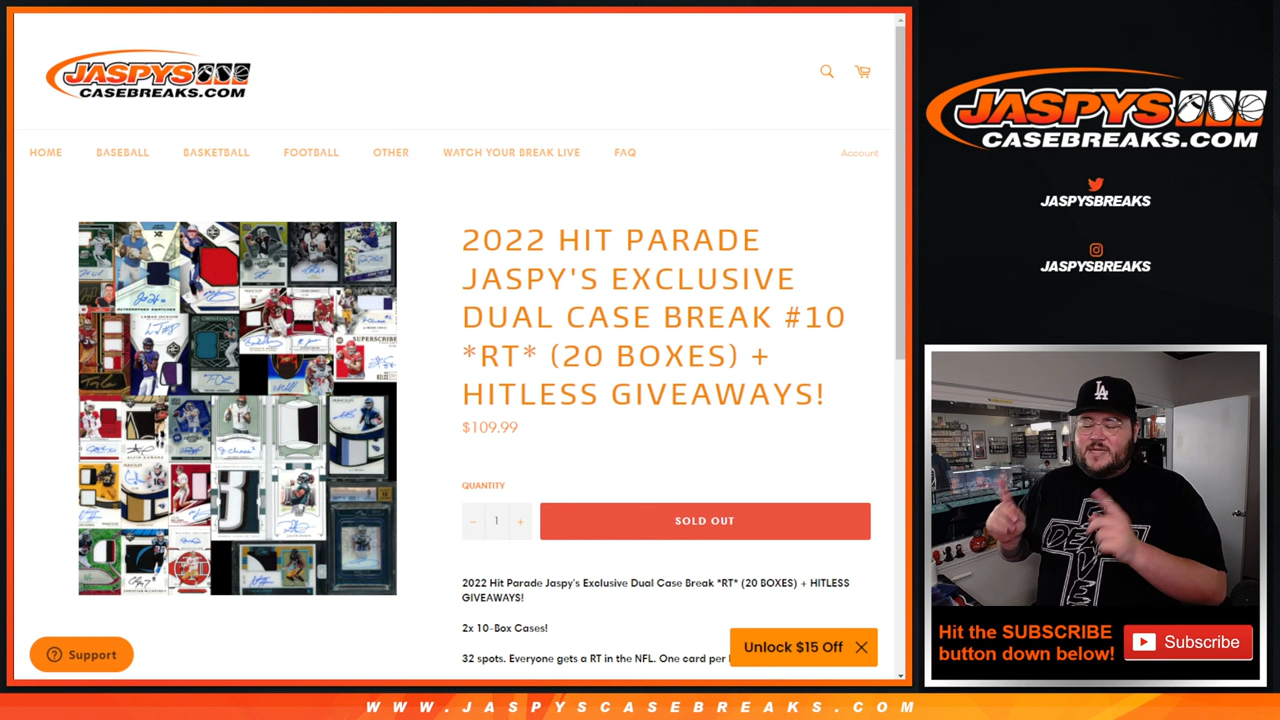 JASPYS
CASEBREAKS.COM
HOME
BASEBALL
BASKETBALL
FOOTBALL
OTHER
WATCH YOUR BREAK LIVE
FAQ
Account
2022 HIT PARADE
JASPY'S EXCLUSIVE
DUAL CASE BREAK #10
*RT* (20 BOXES) +
HITLESS GIVEAWAYS!
$109.99
QUANTITY
− 1 +
SOLD OUT
2022 Hit Parade Jaspy's Exclusive Dual Case Break *RT* (20 BOXES) + HITLESS
GIVEAWAYS!
2x 10-Box Cases!
32 spots. Everyone gets a RT in the NFL. One card per
Unlock $15 Off
Support
JASPYS
CASEBREAKS.COM
JASPYSBREAKS
JASPYSBREAKS
LA
Hit the SUBSCRIBE
button down below!
Subscribe
WWW.JASPYSCASEBREAKS.COM